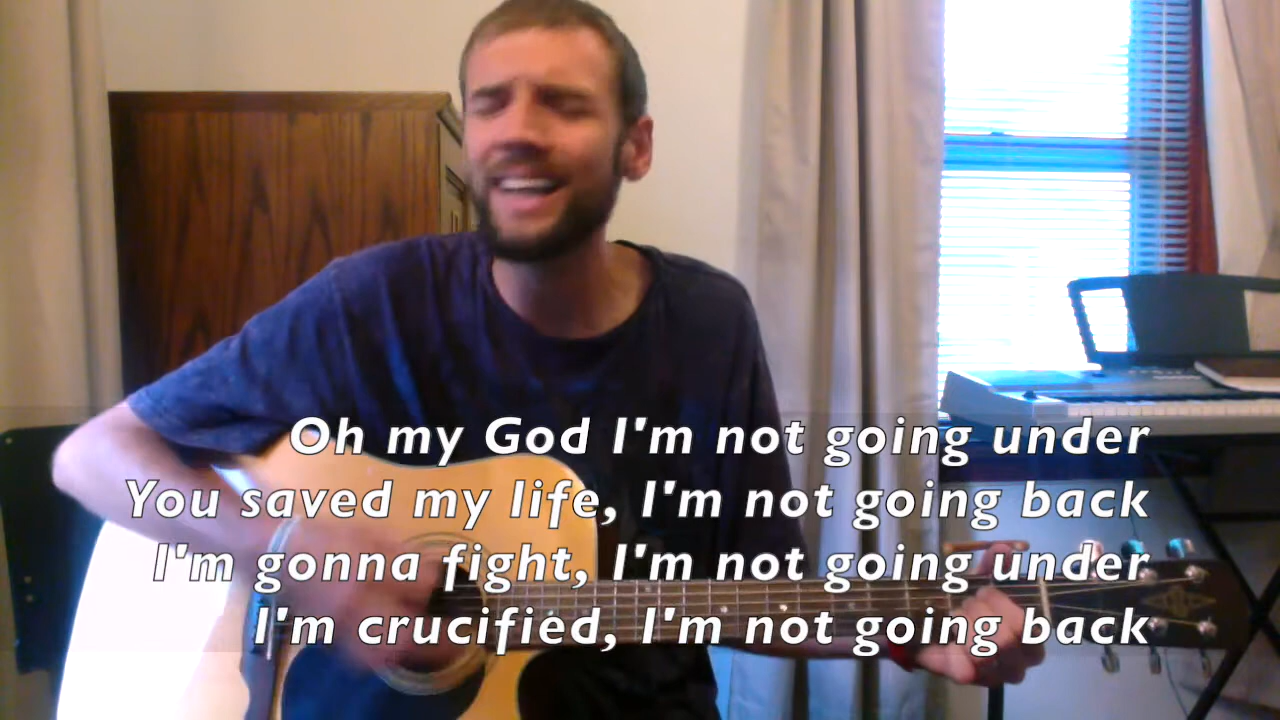 Oh my God I'm not going under
You saved my life, I'm not going back
I'm gonna fight, I'm not going under
I'm crucified, I'm not going back